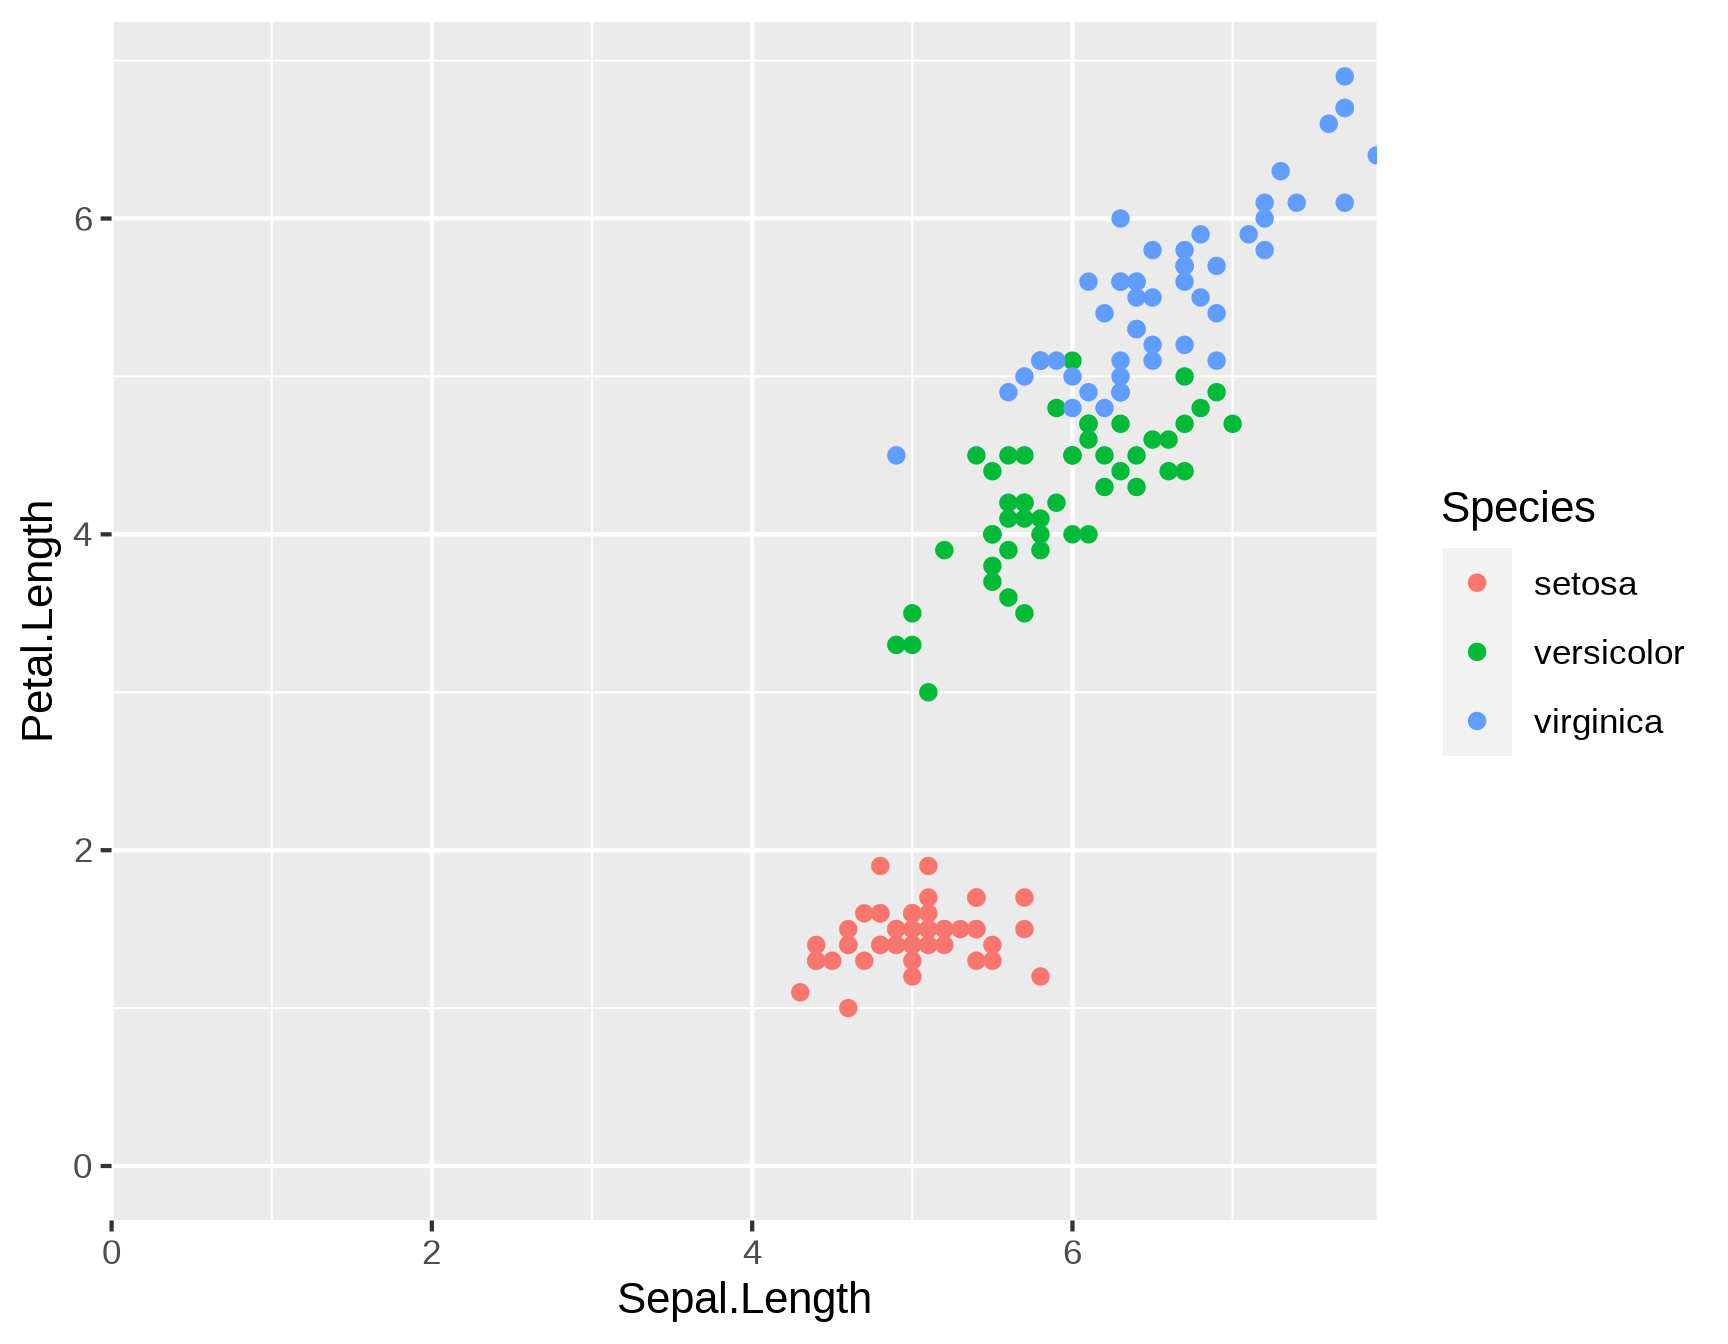 6
4
2
0
Petal.Length
0 2 4 6
Sepal.Length
Species
setosa
versicolor
virginica